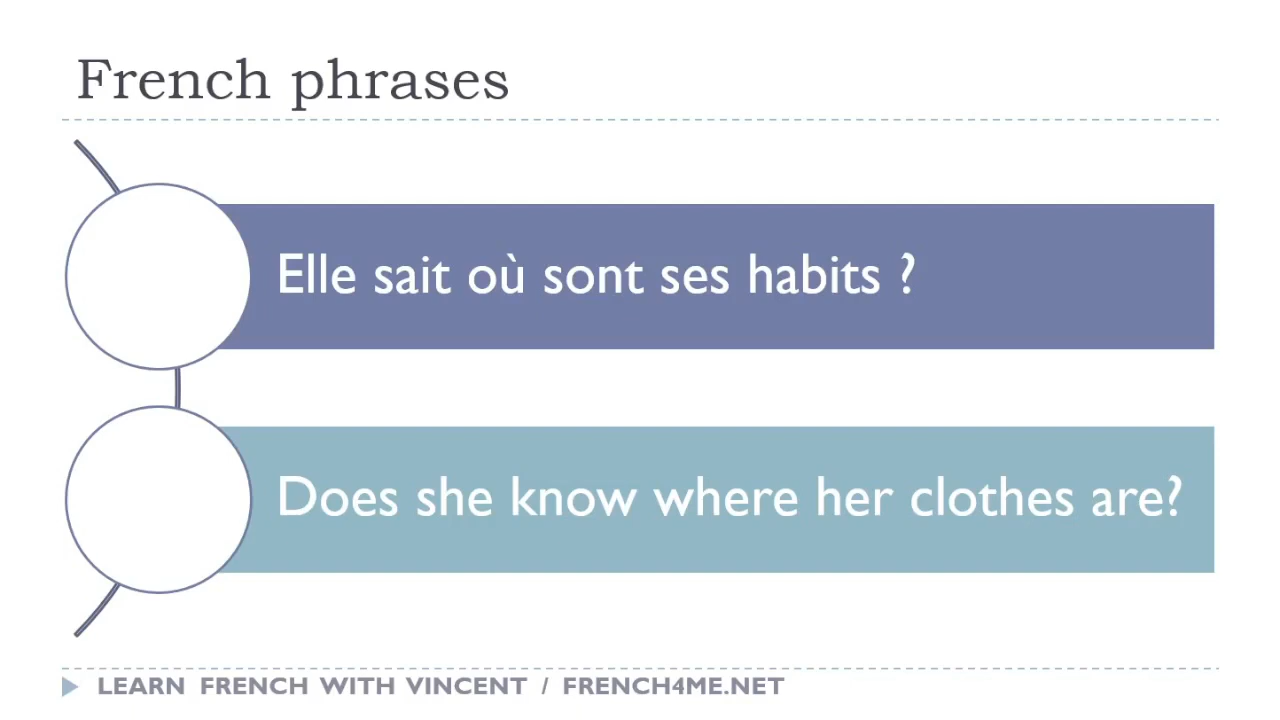 French phrases
Elle sait où sont ses habits ?
Does she know where her clothes are?
LEARN FRENCH WITH VINCENT / FRENCH4ME.NET